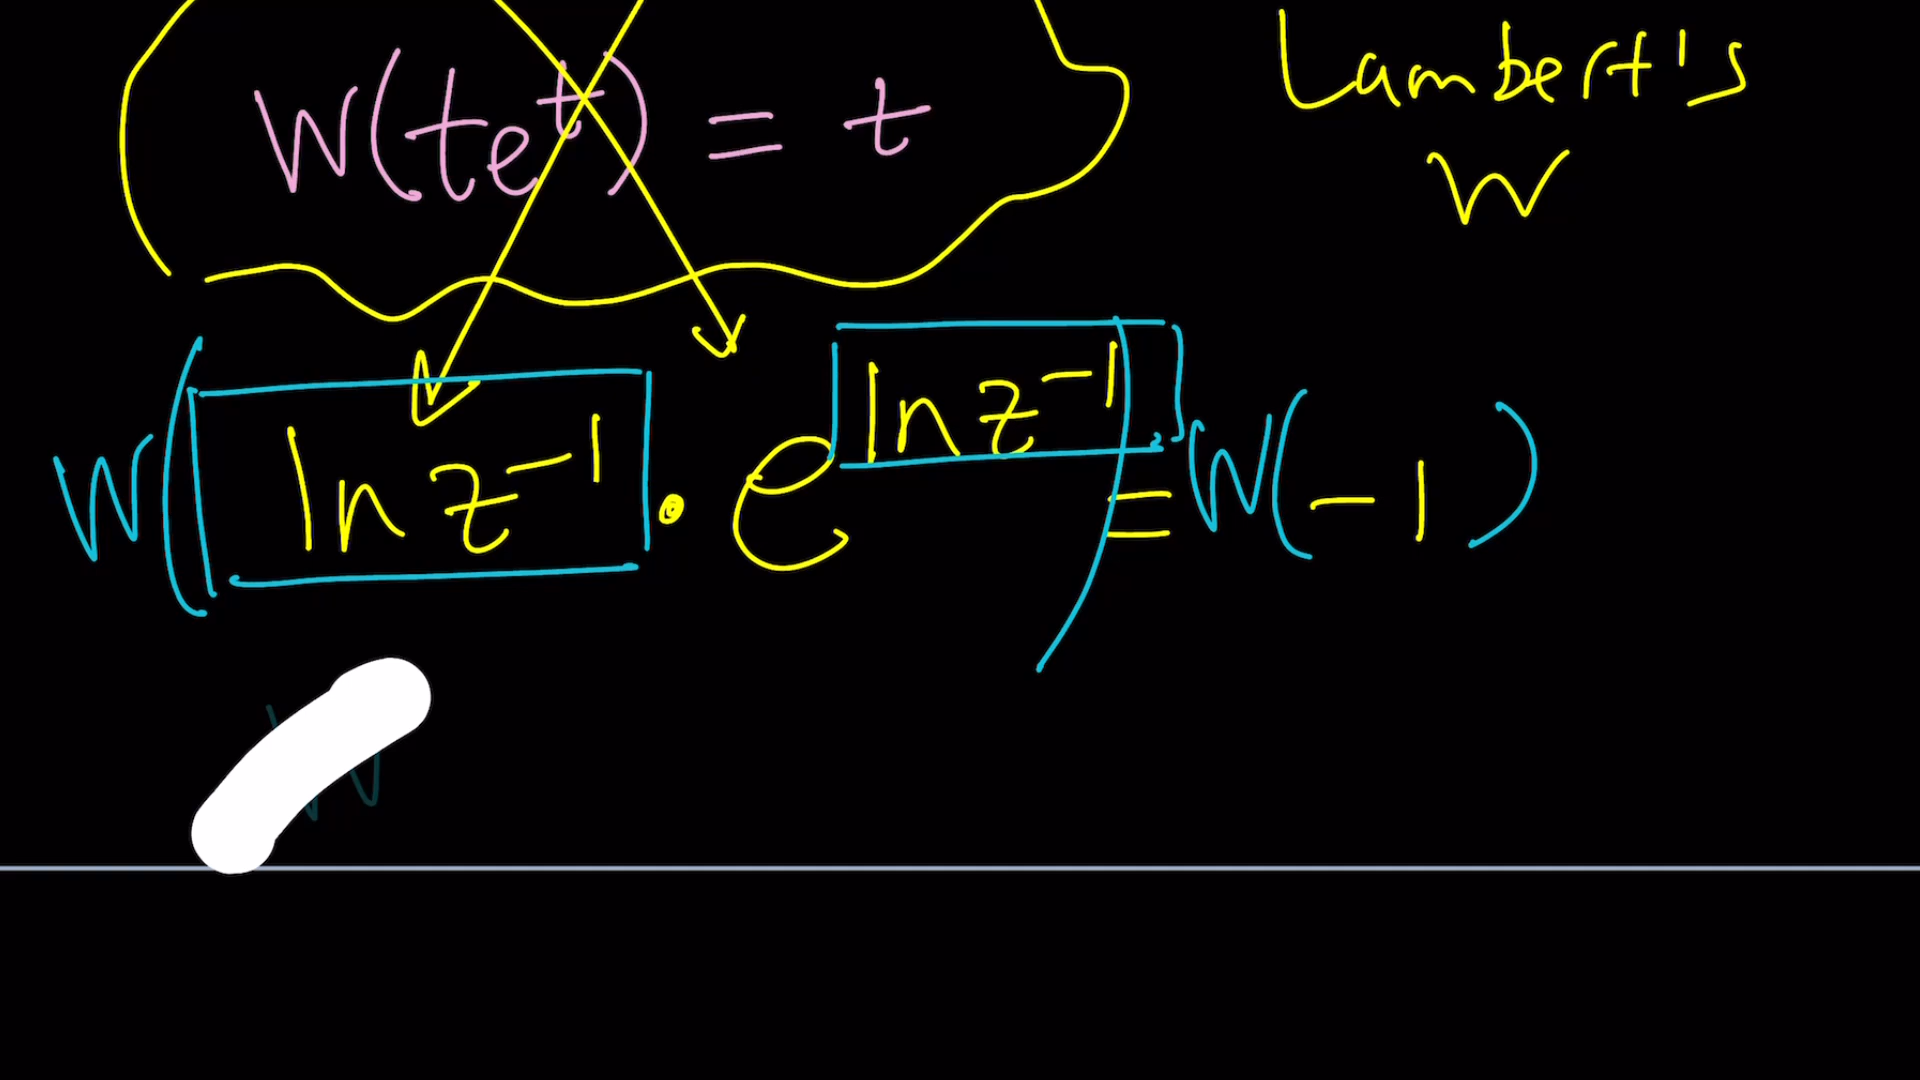 W(te^t) = t
Lambert's
W
W(ln z^-1 · e^(ln z^-1)) = W(-1)